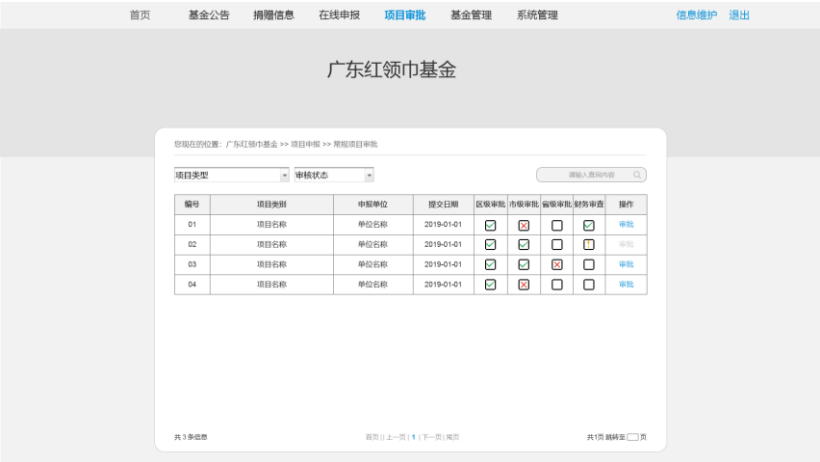 首页 基金公告 捐赠信息 在线申报 项目审批 基金管理 系统管理 信息维护 退出
广东红领巾基金
您现在的位置：广东红领巾基金 >> 项目申报 >> 常规项目审批
项目类型 审核状态 请输入查询内容
编号 项目类别 申报单位 提交日期 区级审批 市级审批 省级审批 财务审查 操作
01 项目名称 单位名称 2019-01-01 审批
02 项目名称 单位名称 2019-01-01 审批
03 项目名称 单位名称 2019-01-01 审批
04 项目名称 单位名称 2019-01-01 审批
共 3 条信息 首页 || 上一页 | 1 | 下一页 | 尾页 共1页 跳转至 页